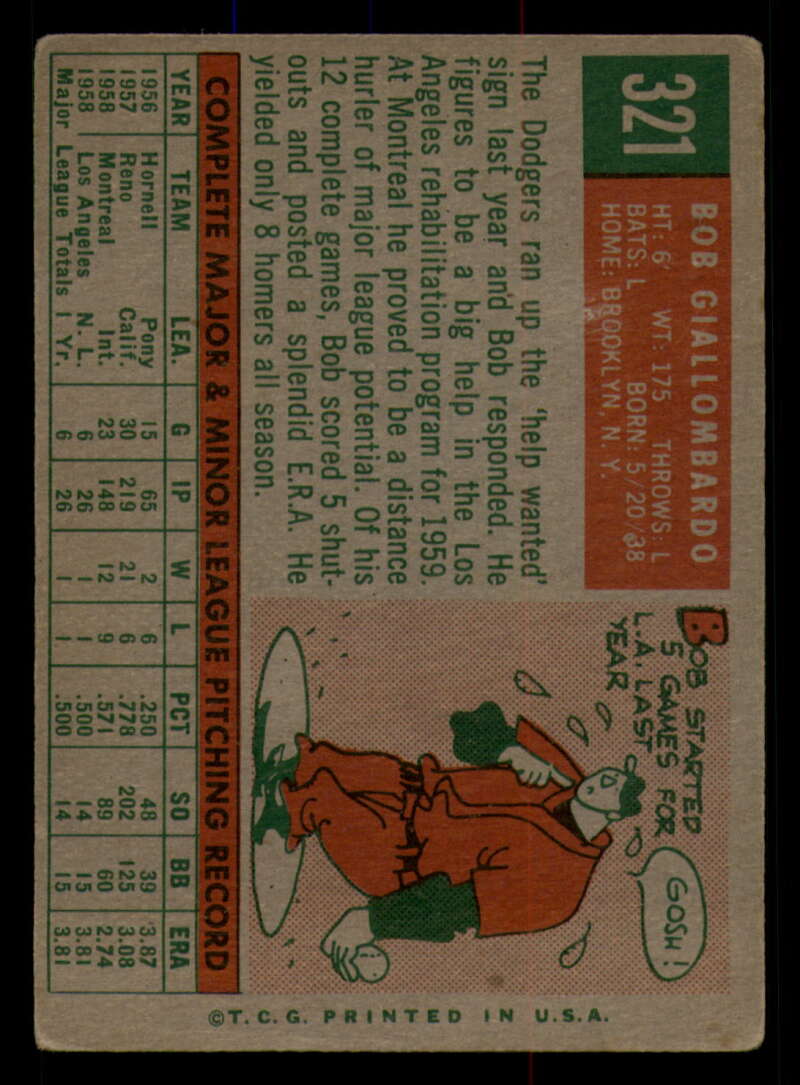 321
BOB GIALLOMBARDO
HT: 6' WT: 175 THROWS: L
BATS: L BORN: 5/20/38
HOME: BROOKLYN, N. Y.
The Dodgers ran up the 'help wanted'
sign last year and Bob responded. He
figures to be a big help in the Los
Angeles rehabilitation program for 1959.
At Montreal he proved to be a distance
hurler of major league potential. Of his
12 complete games, Bob scored 5 shut-
outs and posted a splendid E.R.A. He
yielded only 8 homers all season.
BOB STARTED
5 GAMES FOR
L.A. LAST
YEAR
GOSH!
COMPLETE MAJOR & MINOR LEAGUE PITCHING RECORD
YEAR TEAM LEA. G IP W L PCT SO BB ERA
1956 Hornell Pony 15 65 2 6 .250 48 39 3.87
1957 Reno Calif. 30 219 21 6 .778 202 125 3.08
1958 Montreal Int. 23 148 12 9 .571 89 60 2.74
1958 Los Angeles N. L. 6 26 1 1 .500 14 15 3.81
Major League Totals 1 Yr. 6 26 1 1 .500 14 15 3.81
©T.C.G. PRINTED IN U.S.A.